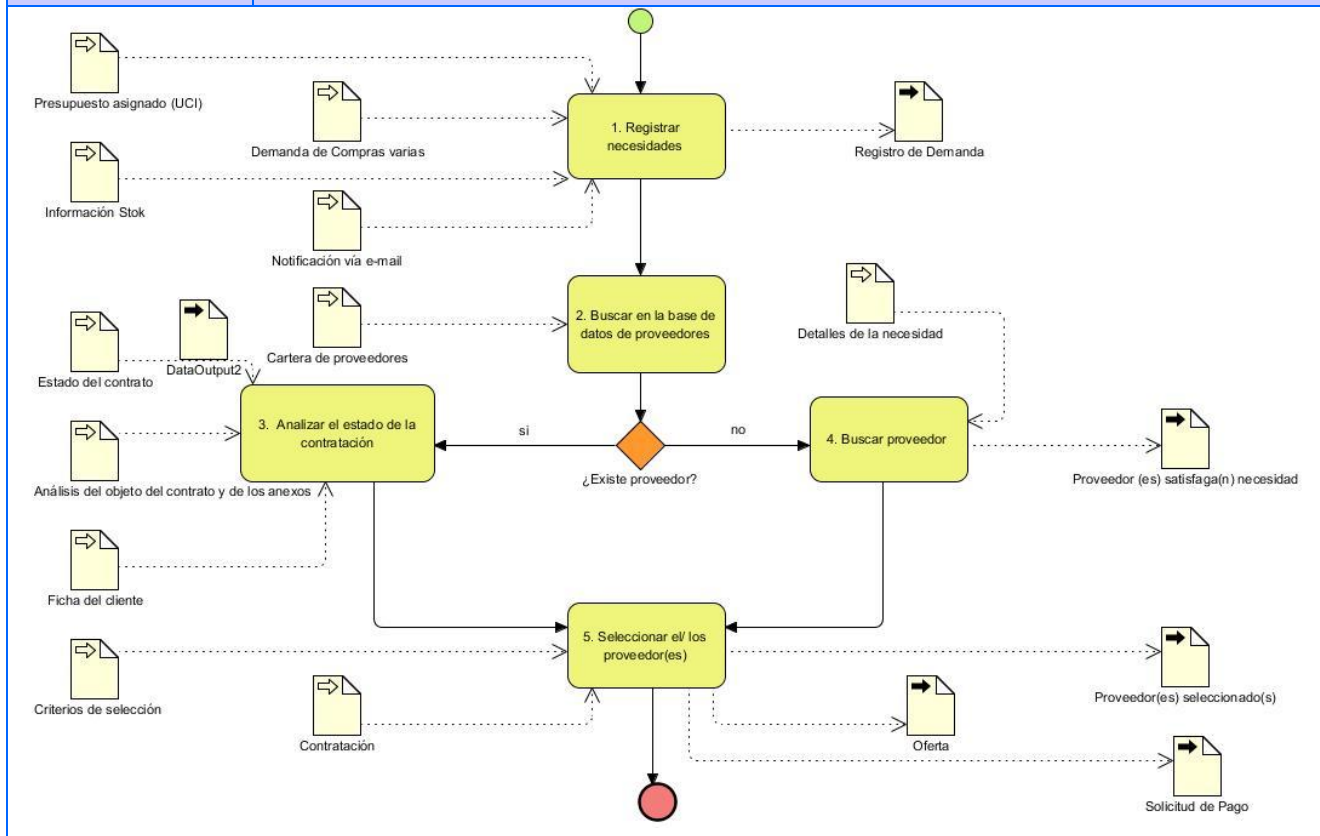 Presupuesto asignado (UCI)
Demanda de Compras varias
1. Registrar
necesidades
Registro de Demanda
Información Stok
Notificación vía e-mail
2. Buscar en la base de
datos de proveedores
Detalles de la necesidad
Cartera de proveedores
DataOutput2
Estado del contrato
3. Analizar el estado de la
contratación
si
no
4. Buscar proveedor
¿Existe proveedor?
Proveedor (es) satisfaga(n) necesidad
Análisis del objeto del contrato y de los anexos
Ficha del cliente
5. Seleccionar el/ los
proveedor(es)
Criterios de selección
Proveedor(es) seleccionado(s)
Contratación
Oferta
Solicitud de Pago